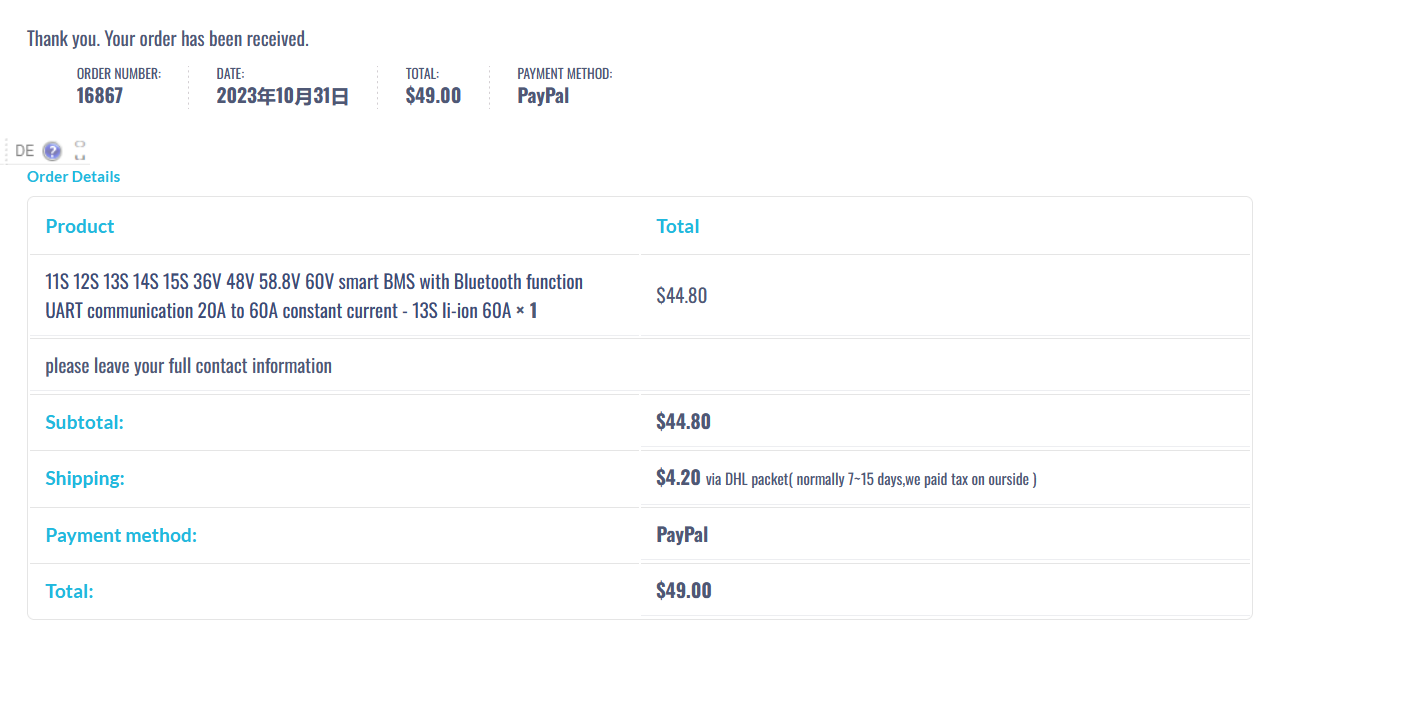 Thank you. Your order has been received.
ORDER NUMBER:
16867
DATE:
2023年10月31日
TOTAL:
$49.00
PAYMENT METHOD:
PayPal
DE ?
Order Details
Product
Total
11S 12S 13S 14S 15S 36V 48V 58.8V 60V smart BMS with Bluetooth function
UART communication 20A to 60A constant current - 13S li-ion 60A × 1
$44.80
please leave your full contact information
Subtotal:
$44.80
Shipping:
$4.20 via DHL packet( normally 7~15 days,we paid tax on ourside )
Payment method:
PayPal
Total:
$49.00